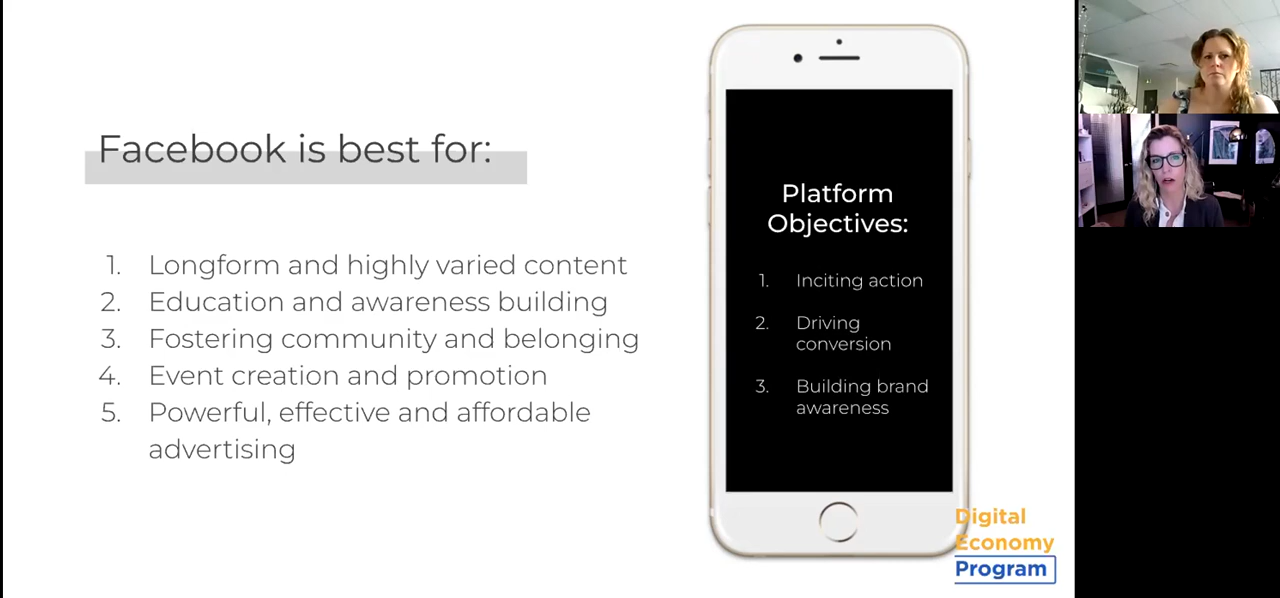 Facebook is best for:
1. Longform and highly varied content
2. Education and awareness building
3. Fostering community and belonging
4. Event creation and promotion
5. Powerful, effective and affordable
advertising
Platform
Objectives:
1. Inciting action
2. Driving
conversion
3. Building brand
awareness
Digital
Economy
Program